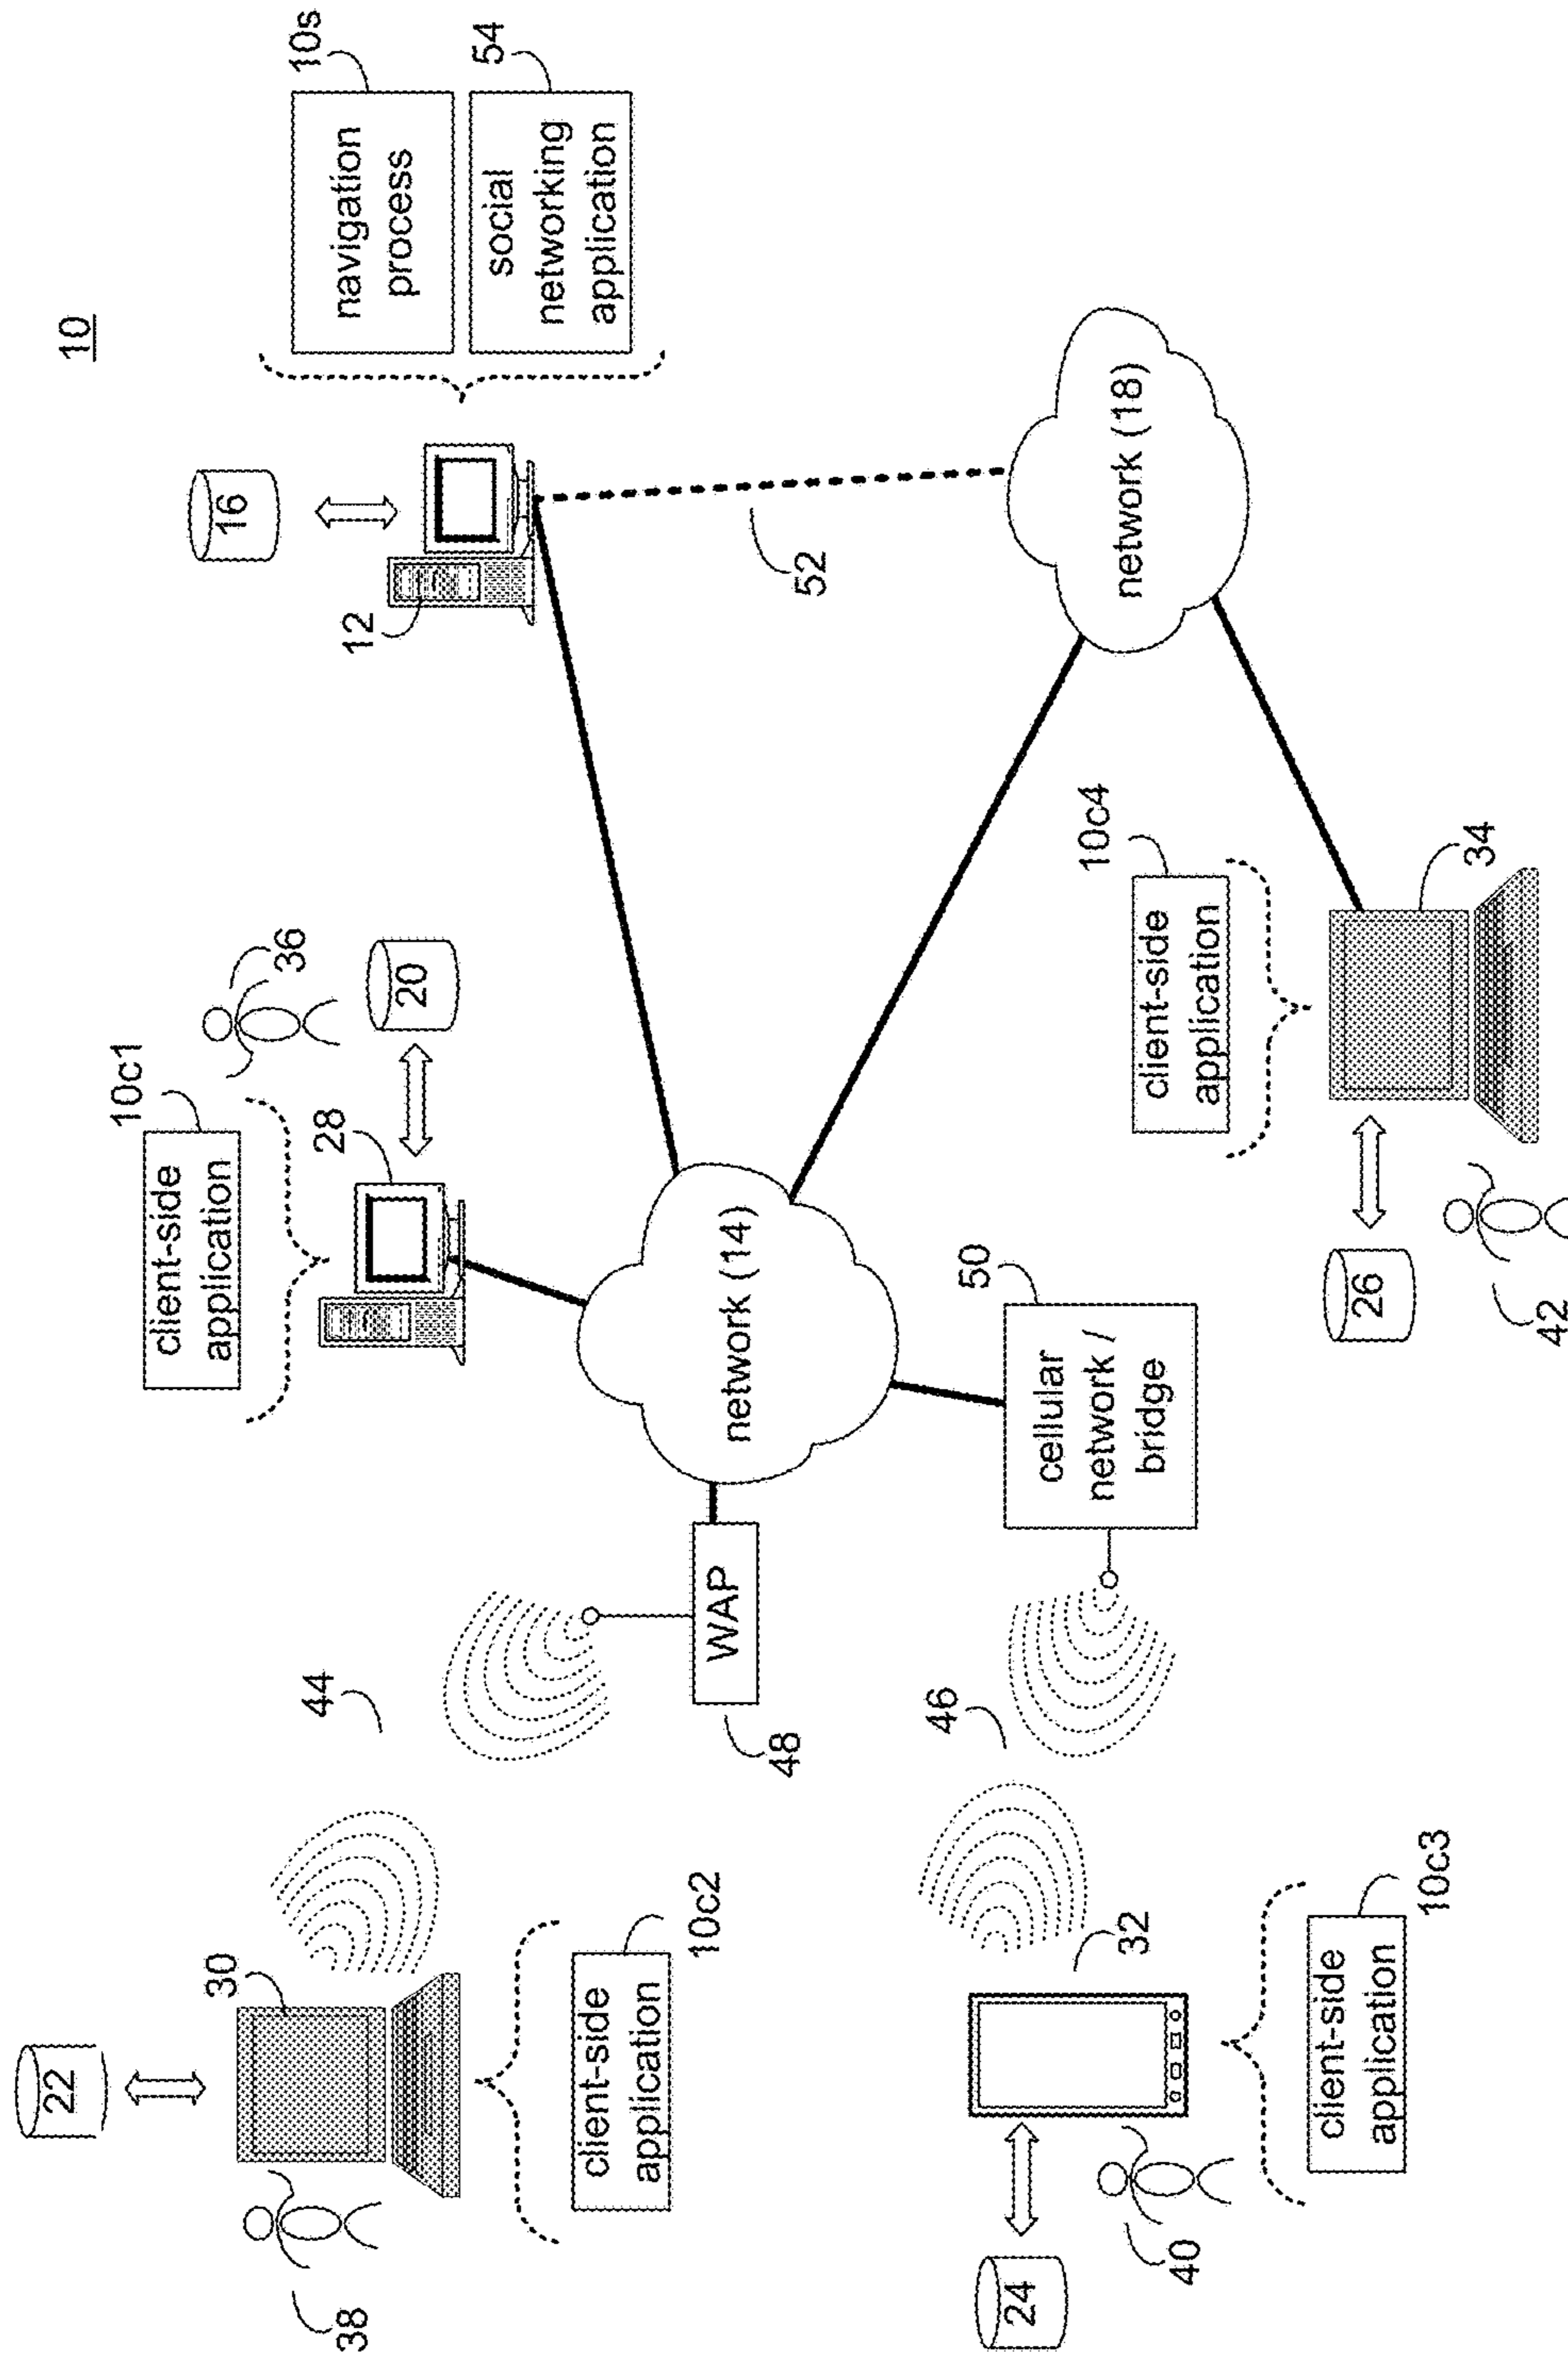 10
22
30
38
44
client-side
application
10c2
10c1
client-side
application
28
36
20
16
12
navigation
process
10s
social
networking
application
54
WAP
48
network (14)
52
46
cellular
network /
bridge
50
network (18)
24
32
40
client-side
application
10c3
client-side
application
10c4
34
26
42